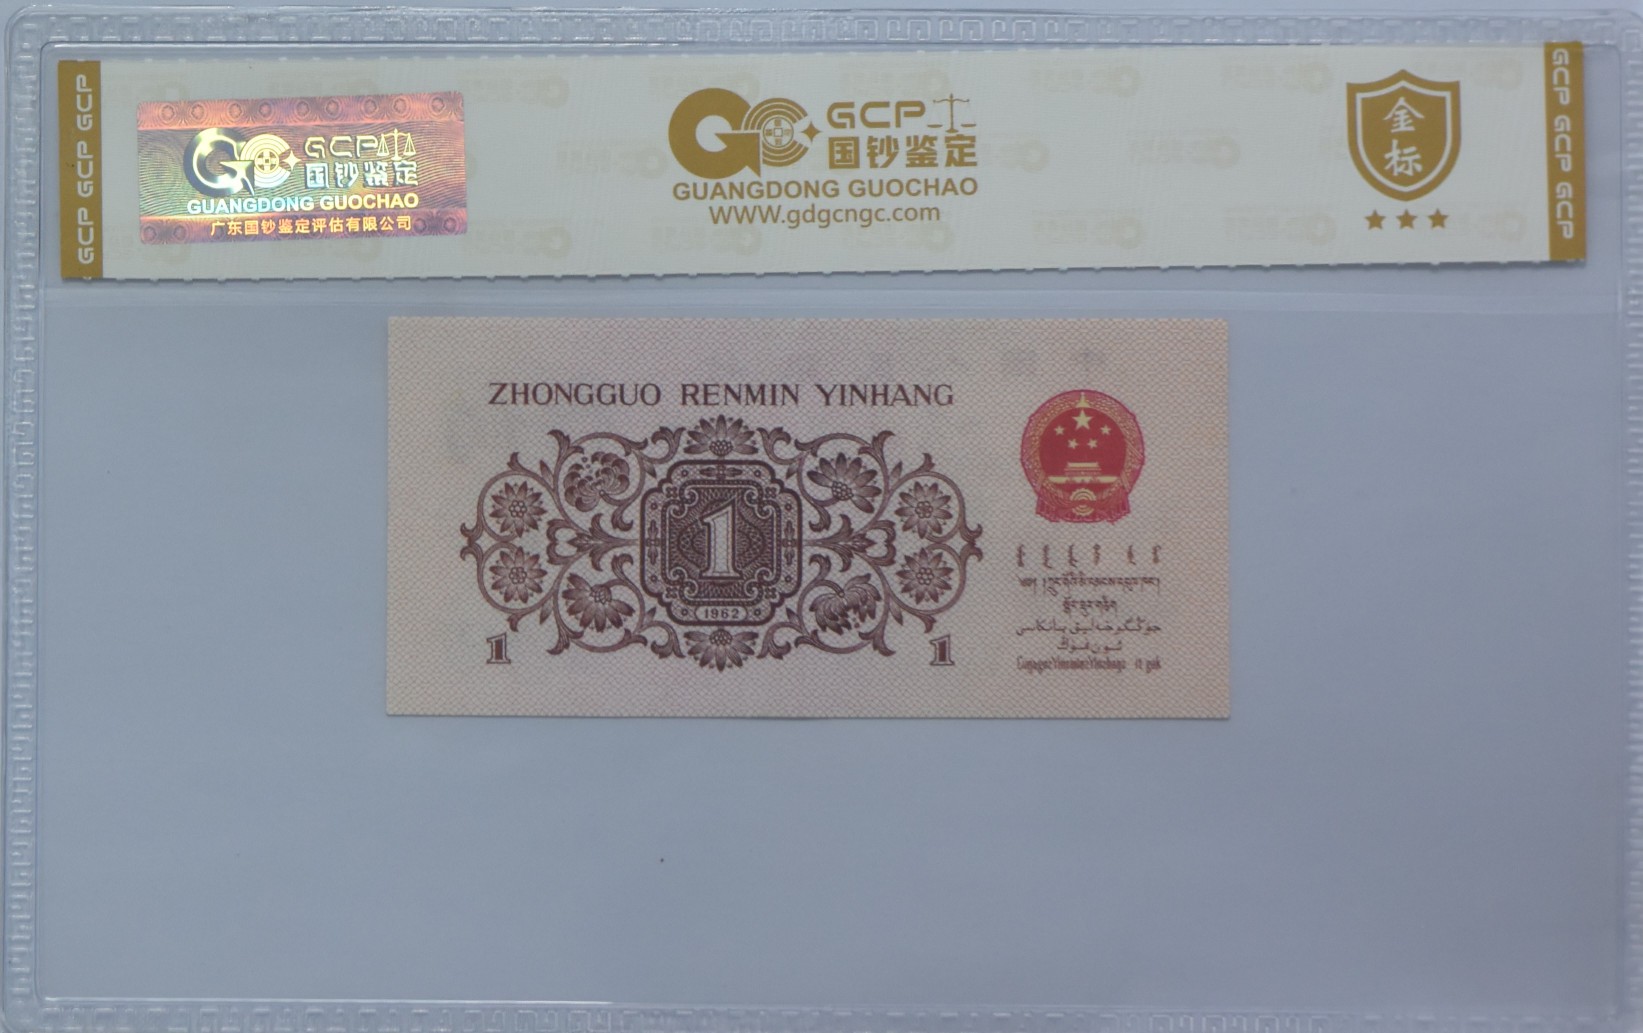 GCP GCP GCP
GCP 国钞鉴定
GUANGDONG GUOCHAO
广东国钞鉴定评估有限公司
GCP
国钞鉴定
GUANGDONG GUOCHAO
WWW.gdgcngc.com
金标
GCP GCP GCP
ZHONGGUO RENMIN YINHANG
1
1962
1
1